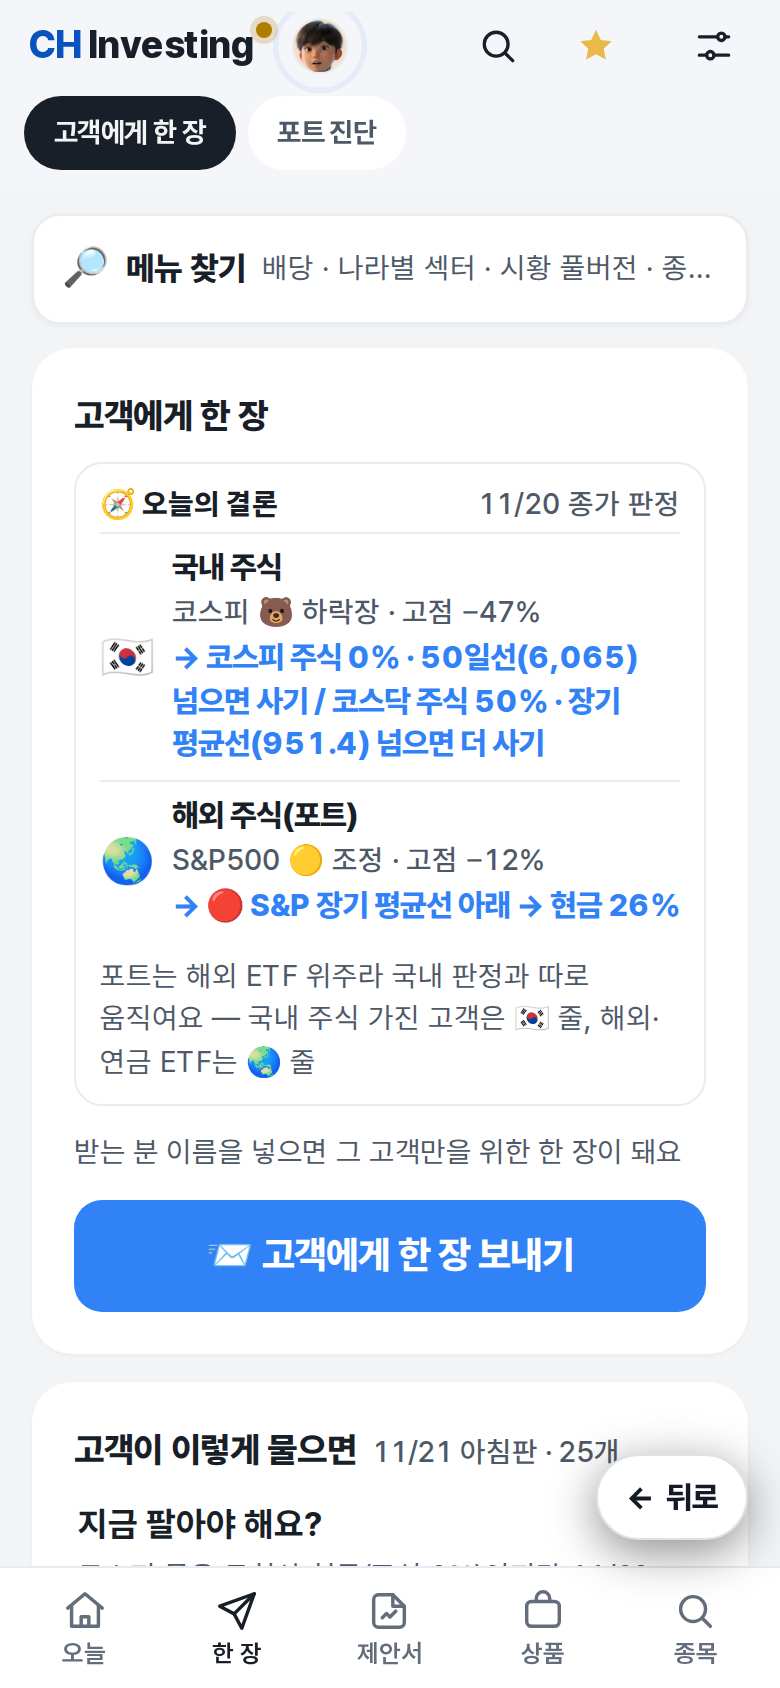 CH Investing
고객에게 한 장
포트 진단
메뉴 찾기 배당 · 나라별 섹터 · 시황 풀버전 · 종...
고객에게 한 장
오늘의 결론 11/20 종가 판정
국내 주식
코스피 🐻 하락장 · 고점 −47%
→ 코스피 주식 0% · 50일선(6,065)
넘으면 사기 / 코스닥 주식 50% · 장기
평균선(951.4) 넘으면 더 사기
해외 주식(포트)
S&P500 🟡 조정 · 고점 −12%
→ 🔴 S&P 장기 평균선 아래 → 현금 26%
포트는 해외 ETF 위주라 국내 판정과 따로
움직여요 — 국내 주식 가진 고객은 🇰🇷 줄, 해외·
연금 ETF는 🌏 줄
받는 분 이름을 넣으면 그 고객만을 위한 한 장이 돼요
📨 고객에게 한 장 보내기
고객이 이렇게 물으면 11/21 아침판 · 25개
← 뒤로
지금 팔아야 해요?
오늘
한 장
제안서
상품
종목